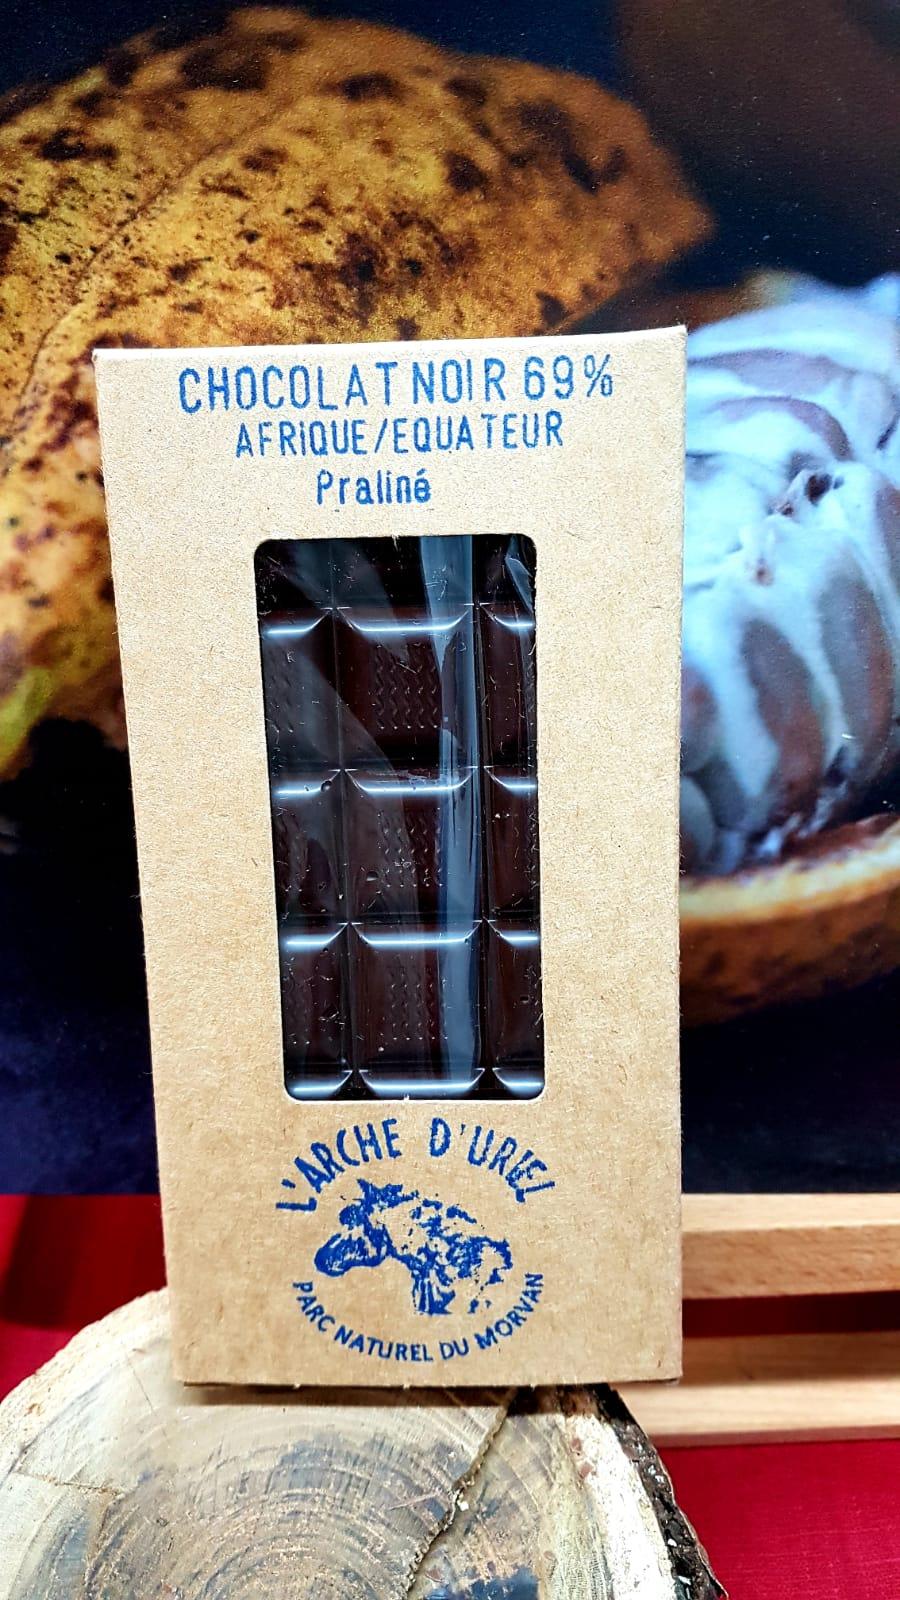 CHOCOLAT NOIR 69%
AFRIQUE/EQUATEUR
Praliné
L'ARCHE D'URIEL
PARC NATUREL DU MORVAN